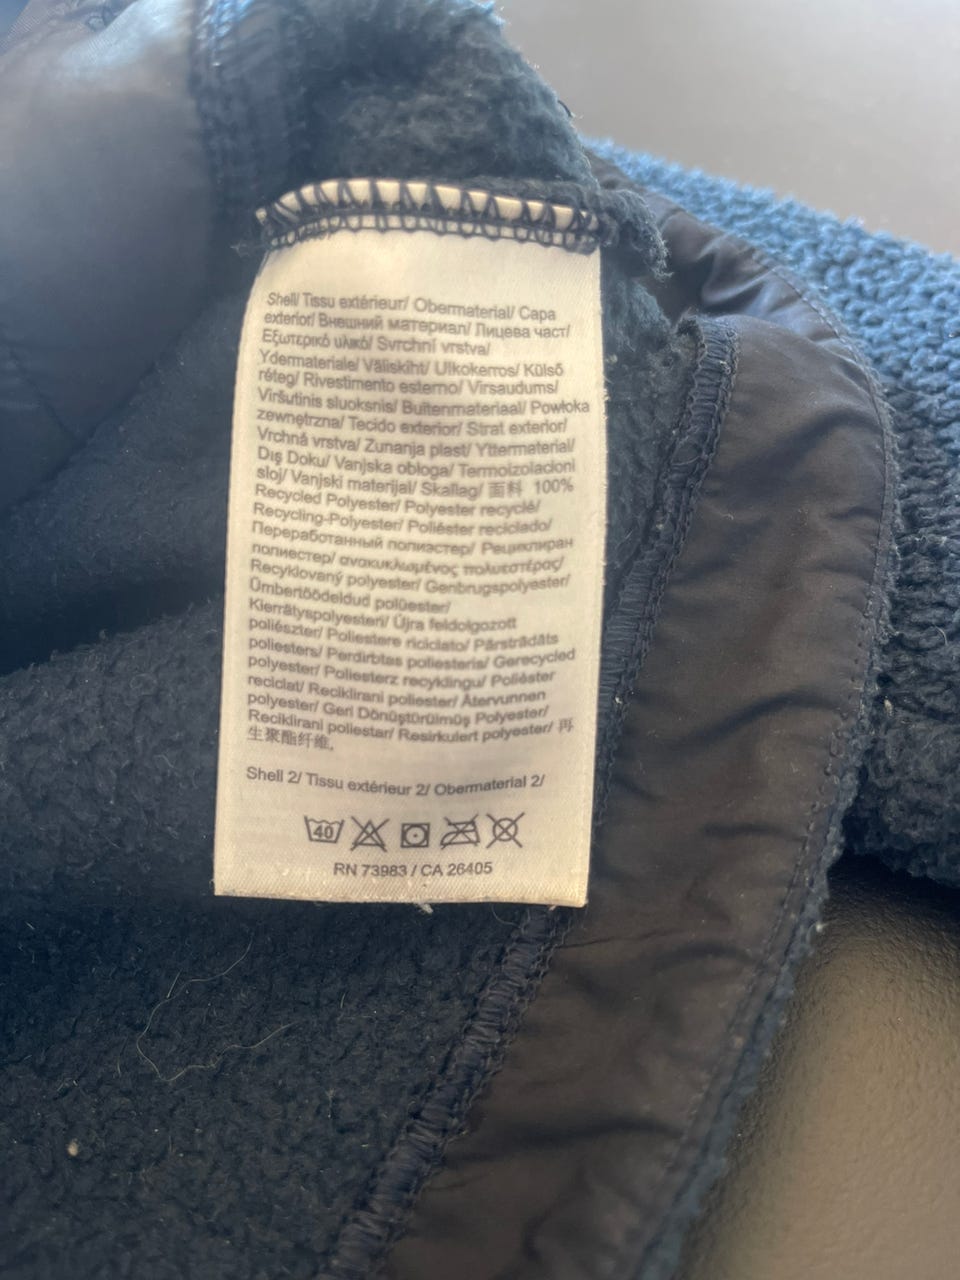 Shell/ Tissu extérieur/ Obermaterial/ Capa
exterior/ Внешний материал/ Лицева част/
Εξωτερικό υλικό/ Svrchní vrstva/
Ydermateriale/ Väliskiht/ Ulkokerros/ Külső
réteg/ Rivestimento esterno/ Virsaudums/
Viršutinis sluoksnis/ Buitenmateriaal/ Powłoka
zewnętrzna/ Tecido exterior/ Strat exterior/
Vrchná vrstva/ Zunanja plast/ Yttermaterial/
Dış Doku/ Vanjska obloga/ Termoizolacioni
sloj/ Vanjski materijal/ Skallag/ 面料 100%
Recycled Polyester/ Polyester recyclé/
Recycling-Polyester/ Poliéster reciclado/
Переработанный полиэстер/ Рециклиран
полиестер/ ανακυκλωμένος πολυεστέρας/
Recyklovaný polyester/ Genbrugspolyester/
Ümbertöödeldud polüester/
Kierrätyspolyesteri/ Újra feldolgozott
poliészter/ Poliestere riciclato/ Pārstrādāts
poliesters/ Perdirbtas poliesteris/ Gerecycled
polyester/ Poliesterz recyklingu/ Poliéster
reciclat/ Reciklirani poliester/ Återvunnen
polyester/ Geri Dönüştürülmüş Polyester/
Reciklirani poliestar/ Resirkulert polyester/ 再
生聚酯纤维,
Shell 2/ Tissu extérieur 2/ Obermaterial 2/
40
RN 73983 / CA 26405